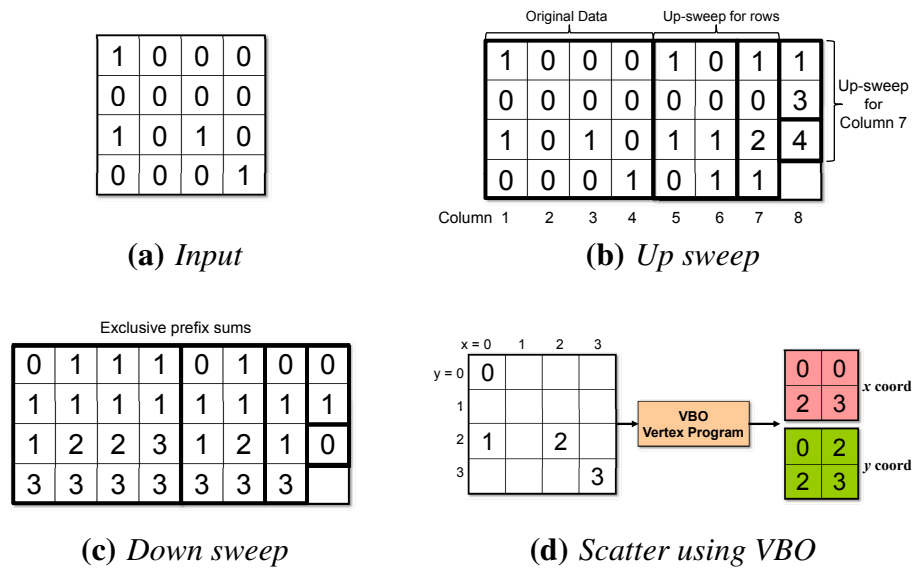 1 0 0 0
0 0 0 0
1 0 1 0
0 0 0 1
(a) Input
Original Data Up-sweep for rows
1 0 0 0 1 0 1 1
0 0 0 0 0 0 0 3
1 0 1 0 1 1 2 4
0 0 0 1 0 1 1
Up-sweep
for
Column 7
Column 1 2 3 4 5 6 7 8
(b) Up sweep
Exclusive prefix sums
0 1 1 1 0 1 0 0
1 1 1 1 1 1 1 1
1 2 2 3 1 2 1 0
3 3 3 3 3 3 3
(c) Down sweep
x = 0 1 2 3
y = 0 0
1
2 1 2
3 3
VBO
Vertex Program
0 0
2 3
x coord
0 2
2 3
y coord
(d) Scatter using VBO